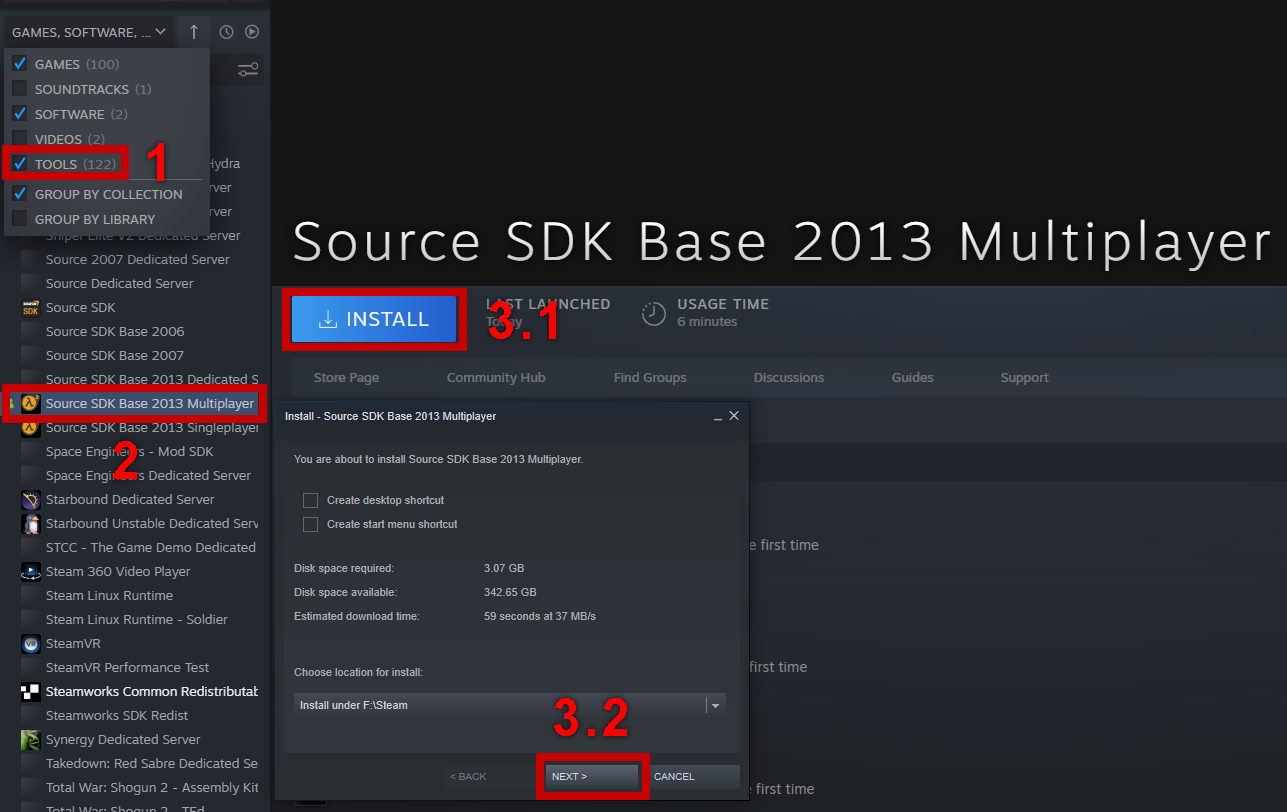 GAMES, SOFTWARE, ...
GAMES (100)
SOUNDTRACKS (1)
SOFTWARE (2)
VIDEOS (2)
TOOLS (122)
1
GROUP BY COLLECTION
GROUP BY LIBRARY
Hydra
rver
rver
Sniper Elite V2 Dedicated Server
Source 2007 Dedicated Server
Source Dedicated Server
Source SDK
Source SDK Base 2006
Source SDK Base 2007
Source SDK Base 2013 Dedicated S
Source SDK Base 2013 Multiplayer
Source SDK Base 2013 Singleplayer
2
Space Engineers - Mod SDK
Space Engineers Dedicated Server
Starbound Dedicated Server
Starbound Unstable Dedicated Serv
STCC - The Game Demo Dedicated
Steam 360 Video Player
Steam Linux Runtime
Steam Linux Runtime - Soldier
SteamVR
SteamVR Performance Test
Steamworks Common Redistributab
Steamworks SDK Redist
Synergy Dedicated Server
Takedown: Red Sabre Dedicated Se
Total War: Shogun 2 - Assembly Kit
Total War: Shogun 2 - TEd
Source SDK Base 2013 Multiplayer
INSTALL
3.1
LAST LAUNCHED
Today
USAGE TIME
6 minutes
Store Page
Community Hub
Find Groups
Discussions
Guides
Support
Install - Source SDK Base 2013 Multiplayer
You are about to install Source SDK Base 2013 Multiplayer.
Create desktop shortcut
Create start menu shortcut
Disk space required: 3.07 GB
Disk space available: 342.65 GB
Estimated download time: 59 seconds at 37 MB/s
Choose location for install:
Install under F:\Steam
3.2
< BACK
NEXT >
CANCEL
e first time
first time
he first time